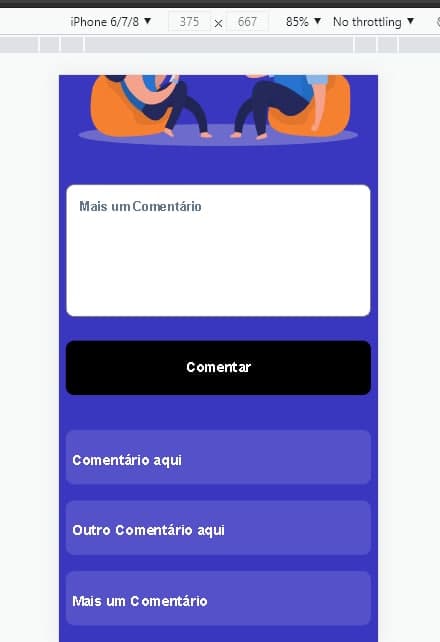 iPhone 6/7/8 ▼ 375 × 667 85% ▼ No throttling ▼
Mais um Comentário
Comentar
Comentário aqui
Outro Comentário aqui
Mais um Comentário